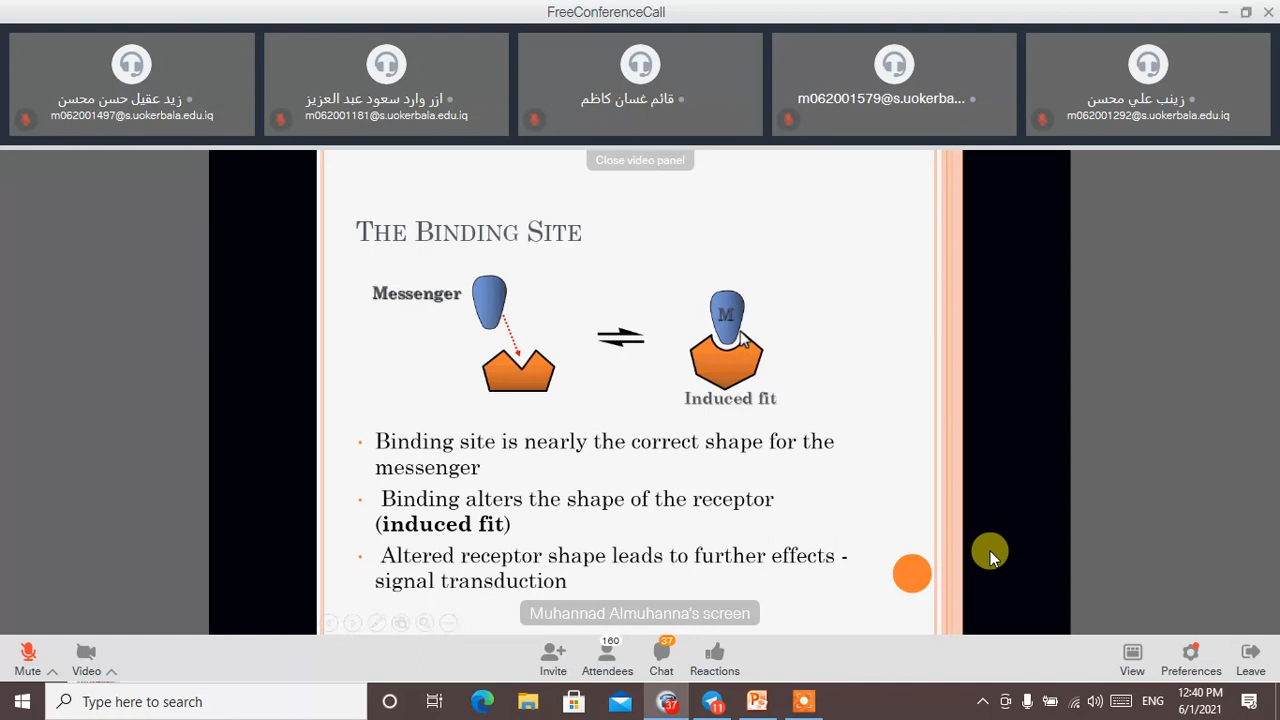 FreeConferenceCall
زيد عقيل حسن محسن
m062001497@s.uokerbala.edu.iq
ازر وارد سعود عبد العزيز
m062001181@s.uokerbala.edu.iq
قائم غسان كاظم
m062001579@s.uokerba...
زينب علي محسن
m062001292@s.uokerbala.edu.iq
Close video panel
THE BINDING SITE
Messenger
M
Induced fit
• Binding site is nearly the correct shape for the
messenger
• Binding alters the shape of the receptor
(induced fit)
• Altered receptor shape leads to further effects -
signal transduction
Muhannad Almuhanna's screen
Mute
Video
Invite
160
Attendees
37
Chat
Reactions
View
Preferences
Leave
Type here to search
37
11
ENG
12:40 PM
6/1/2021